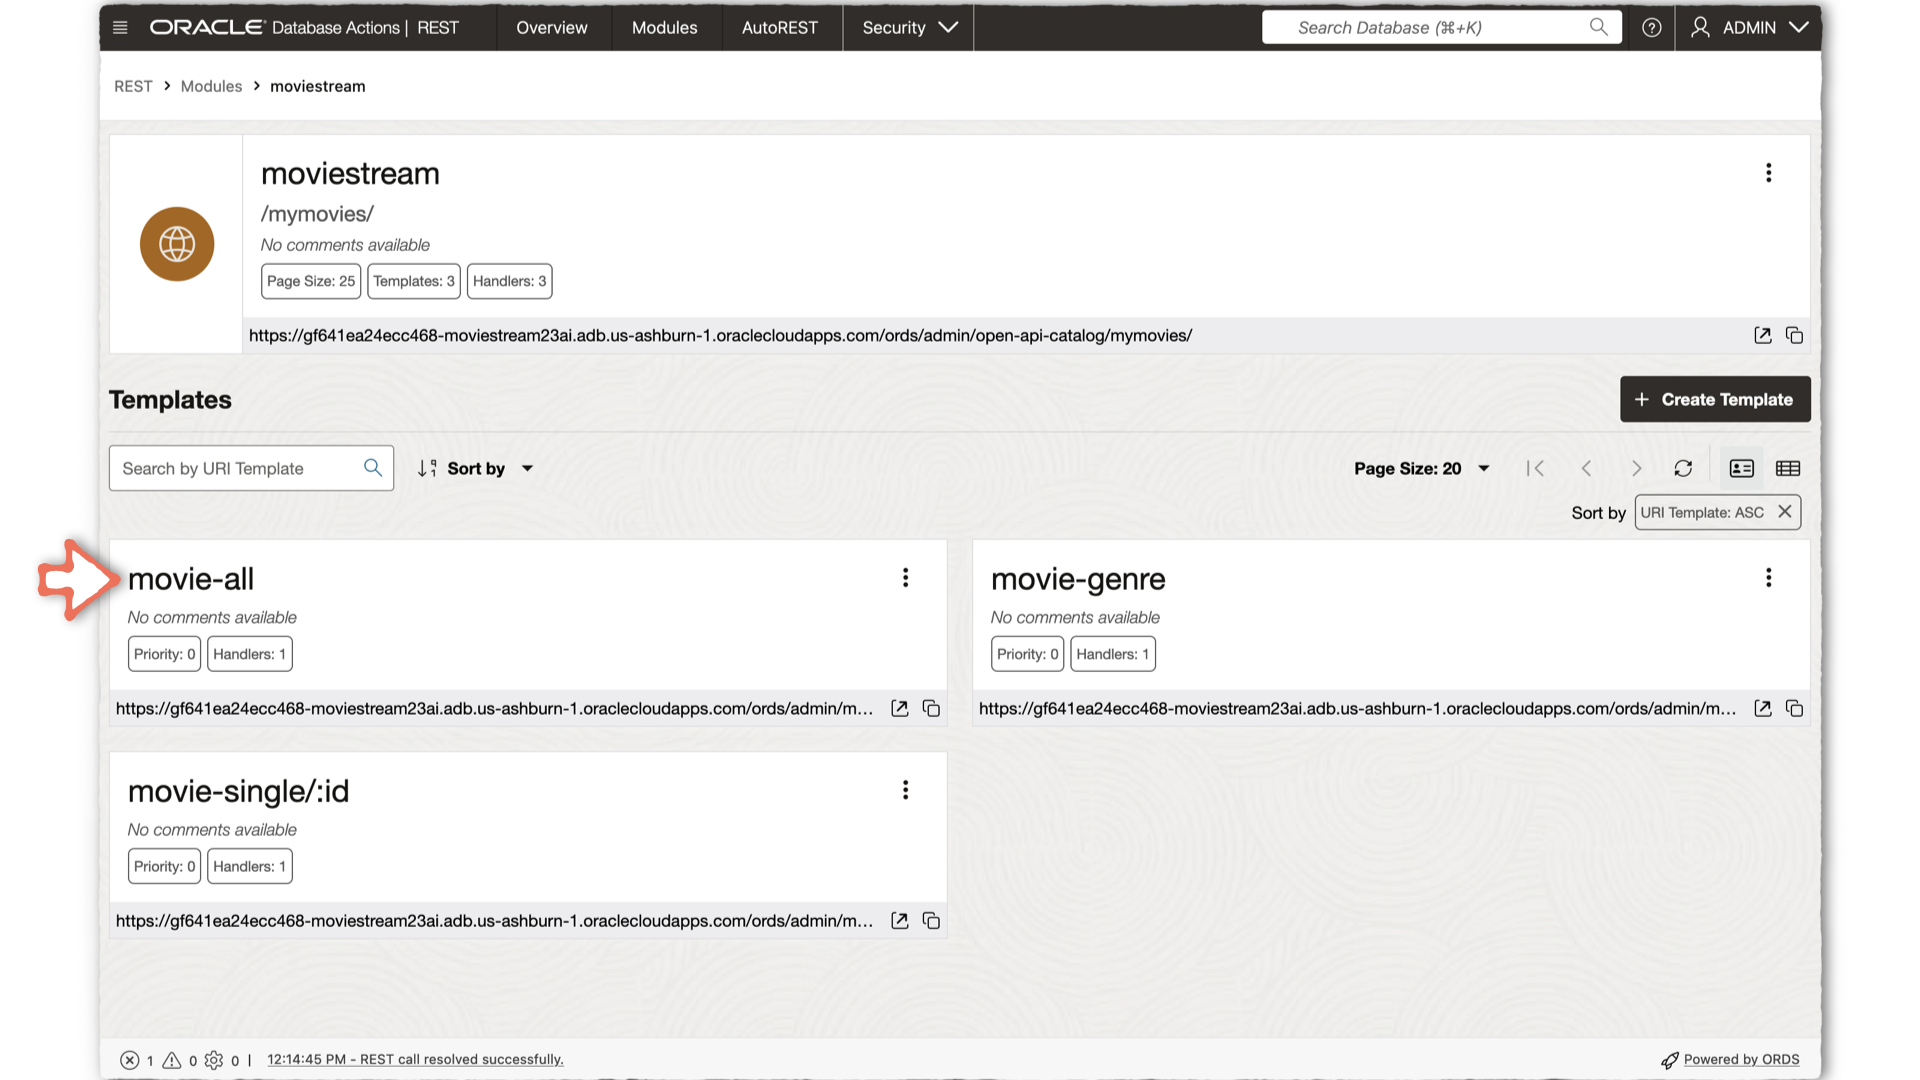 ORACLE Database Actions | REST Overview Modules AutoREST Security Search Database (⌘+K) ADMIN
REST > Modules > moviestream
moviestream
/mymovies/
No comments available
Page Size: 25 Templates: 3 Handlers: 3
https://gf641ea24ecc468-moviestream23ai.adb.us-ashburn-1.oraclecloudapps.com/ords/admin/open-api-catalog/mymovies/
Templates
+ Create Template
Search by URI Template Sort by Page Size: 20
Sort by URI Template: ASC
movie-all
No comments available
Priority: 0 Handlers: 1
https://gf641ea24ecc468-moviestream23ai.adb.us-ashburn-1.oraclecloudapps.com/ords/admin/m...
movie-genre
No comments available
Priority: 0 Handlers: 1
https://gf641ea24ecc468-moviestream23ai.adb.us-ashburn-1.oraclecloudapps.com/ords/admin/m...
movie-single/:id
No comments available
Priority: 0 Handlers: 1
https://gf641ea24ecc468-moviestream23ai.adb.us-ashburn-1.oraclecloudapps.com/ords/admin/m...
1 0 0 | 12:14:45 PM - REST call resolved successfully. Powered by ORDS